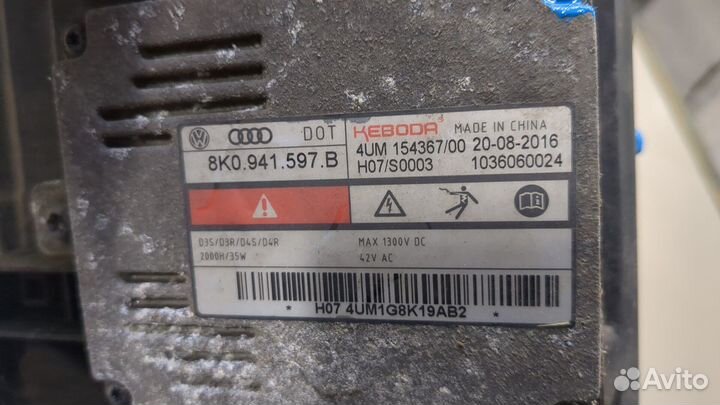 DOT KEBODA MADE IN CHINA
8K0.941.597.B 4UM 154367/00 20-08-2016
H07/S0003 1036060024
D3S/D3R/D4S/D4R MAX 1300V DC
2000H/35W 42V AC
* H07 4UM1G8K19AB2 *
Avito